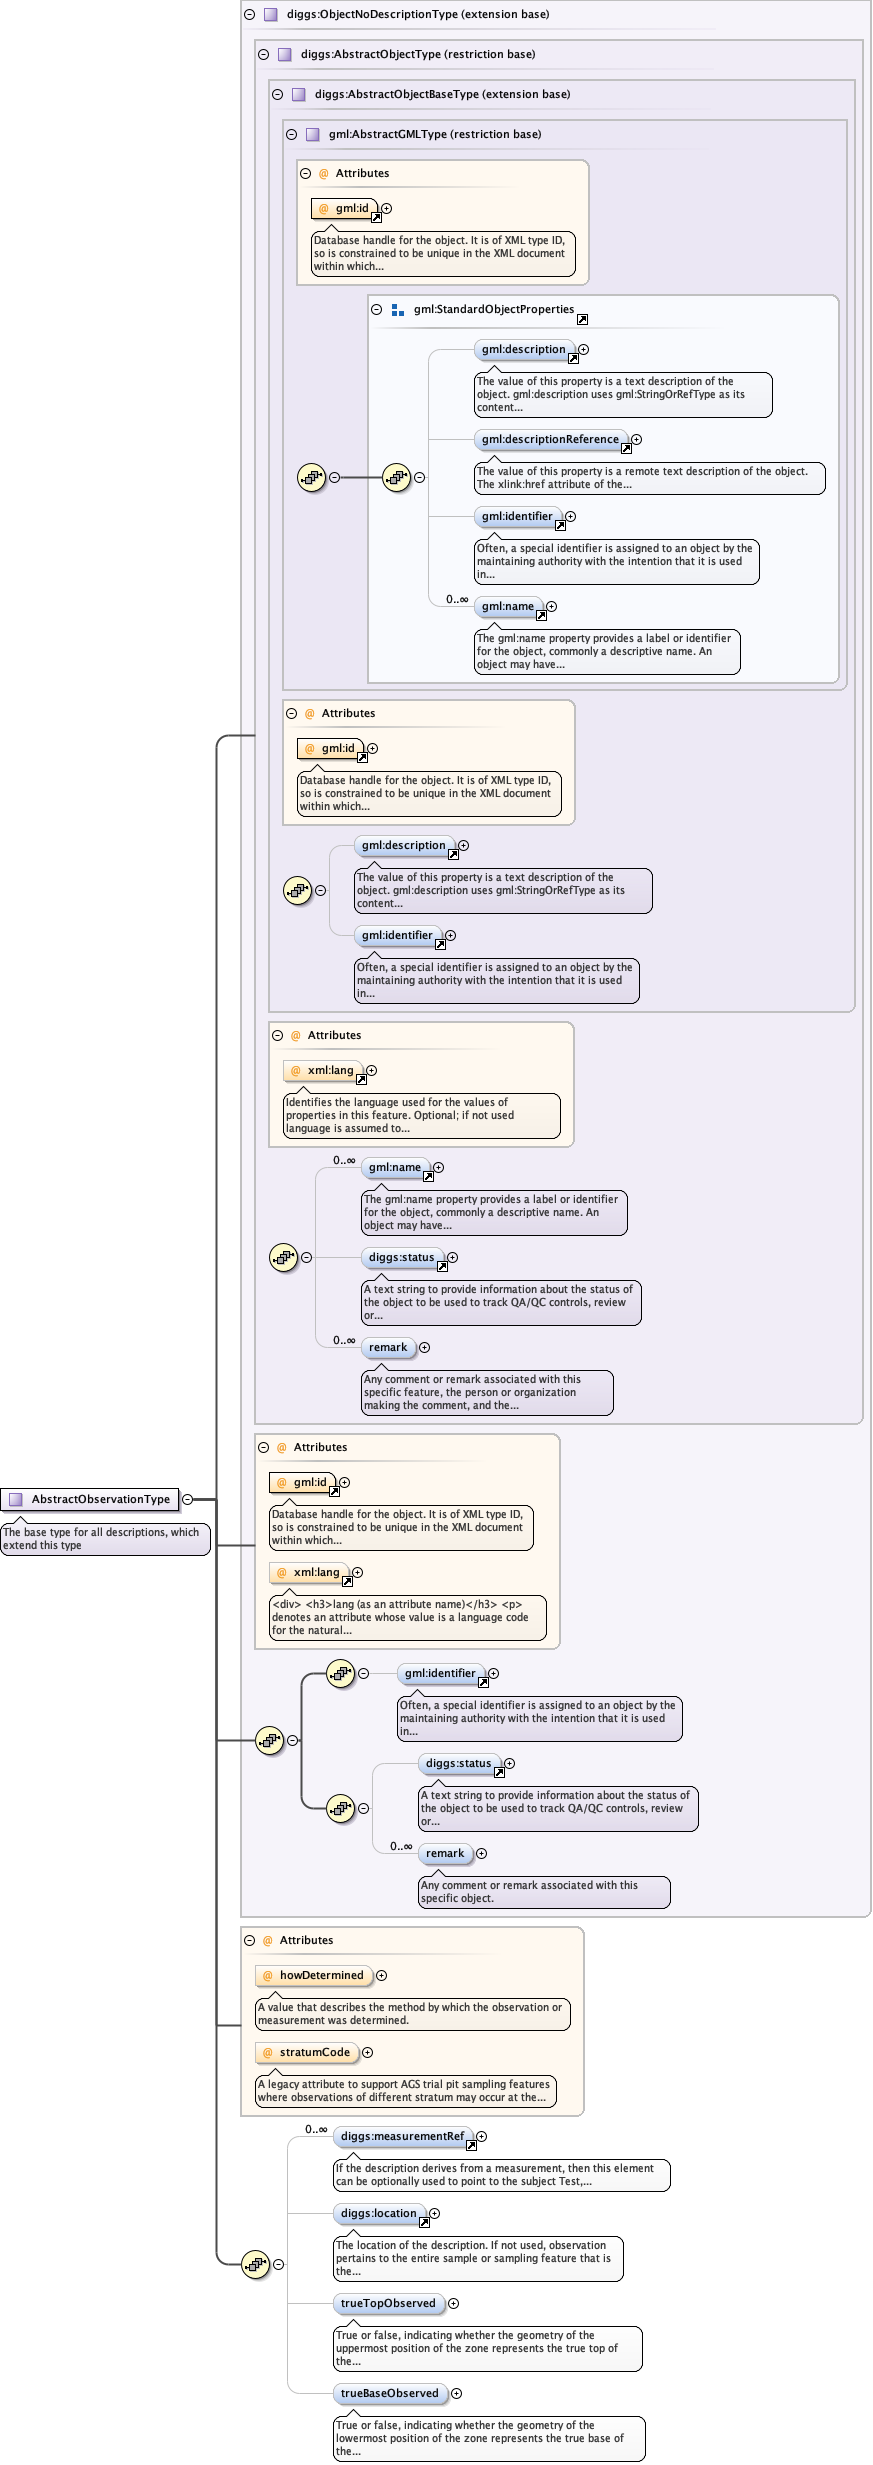 diggs:ObjectNoDescriptionType (extension base)
diggs:AbstractObjectType (restriction base)
diggs:AbstractObjectBaseType (extension base)
gml:AbstractGMLType (restriction base)
@ Attributes
@ gml:id
Database handle for the object. It is of XML type ID,
so is constrained to be unique in the XML document
within which...
gml:StandardObjectProperties
gml:description
The value of this property is a text description of the
object. gml:description uses gml:StringOrRefType as its
content...
gml:descriptionReference
The value of this property is a remote text description of the object.
The xlink:href attribute of the...
gml:identifier
Often, a special identifier is assigned to an object by the
maintaining authority with the intention that it is used
in...
0..∞
gml:name
The gml:name property provides a label or identifier
for the object, commonly a descriptive name. An
object may have...
@ Attributes
@ gml:id
Database handle for the object. It is of XML type ID,
so is constrained to be unique in the XML document
within which...
gml:description
The value of this property is a text description of the
object. gml:description uses gml:StringOrRefType as its
content...
gml:identifier
Often, a special identifier is assigned to an object by the
maintaining authority with the intention that it is used
in...
@ Attributes
@ xml:lang
Identifies the language used for the values of
properties in this feature. Optional; if not used
language is assumed to...
0..∞
gml:name
The gml:name property provides a label or identifier
for the object, commonly a descriptive name. An
object may have...
diggs:status
A text string to provide information about the status of
the object to be used to track QA/QC controls, review
or...
0..∞
remark
Any comment or remark associated with this
specific feature, the person or organization
making the comment, and the...
@ Attributes
@ gml:id
Database handle for the object. It is of XML type ID,
so is constrained to be unique in the XML document
within which...
AbstractObservationType
The base type for all descriptions, which
extend this type
@ xml:lang
<div> <h3>lang (as an attribute name)</h3> <p>
denotes an attribute whose value is a language code
for the natural...
gml:identifier
Often, a special identifier is assigned to an object by the
maintaining authority with the intention that it is used
in...
diggs:status
A text string to provide information about the status of
the object to be used to track QA/QC controls, review
or...
0..∞
remark
Any comment or remark associated with this
specific object.
@ Attributes
@ howDetermined
A value that describes the method by which the observation or
measurement was determined.
@ stratumCode
A legacy attribute to support AGS trial pit sampling features
where observations of different stratum may occur at the...
0..∞
diggs:measurementRef
If the description derives from a measurement, then this element
can be optionally used to point to the subject Test,...
diggs:location
The location of the description. If not used, observation
pertains to the entire sample or sampling feature that is
the...
trueTopObserved
True or false, indicating whether the geometry of the
uppermost position of the zone represents the true top of
the...
trueBaseObserved
True or false, indicating whether the geometry of the
lowermost position of the zone represents the true base of
the...